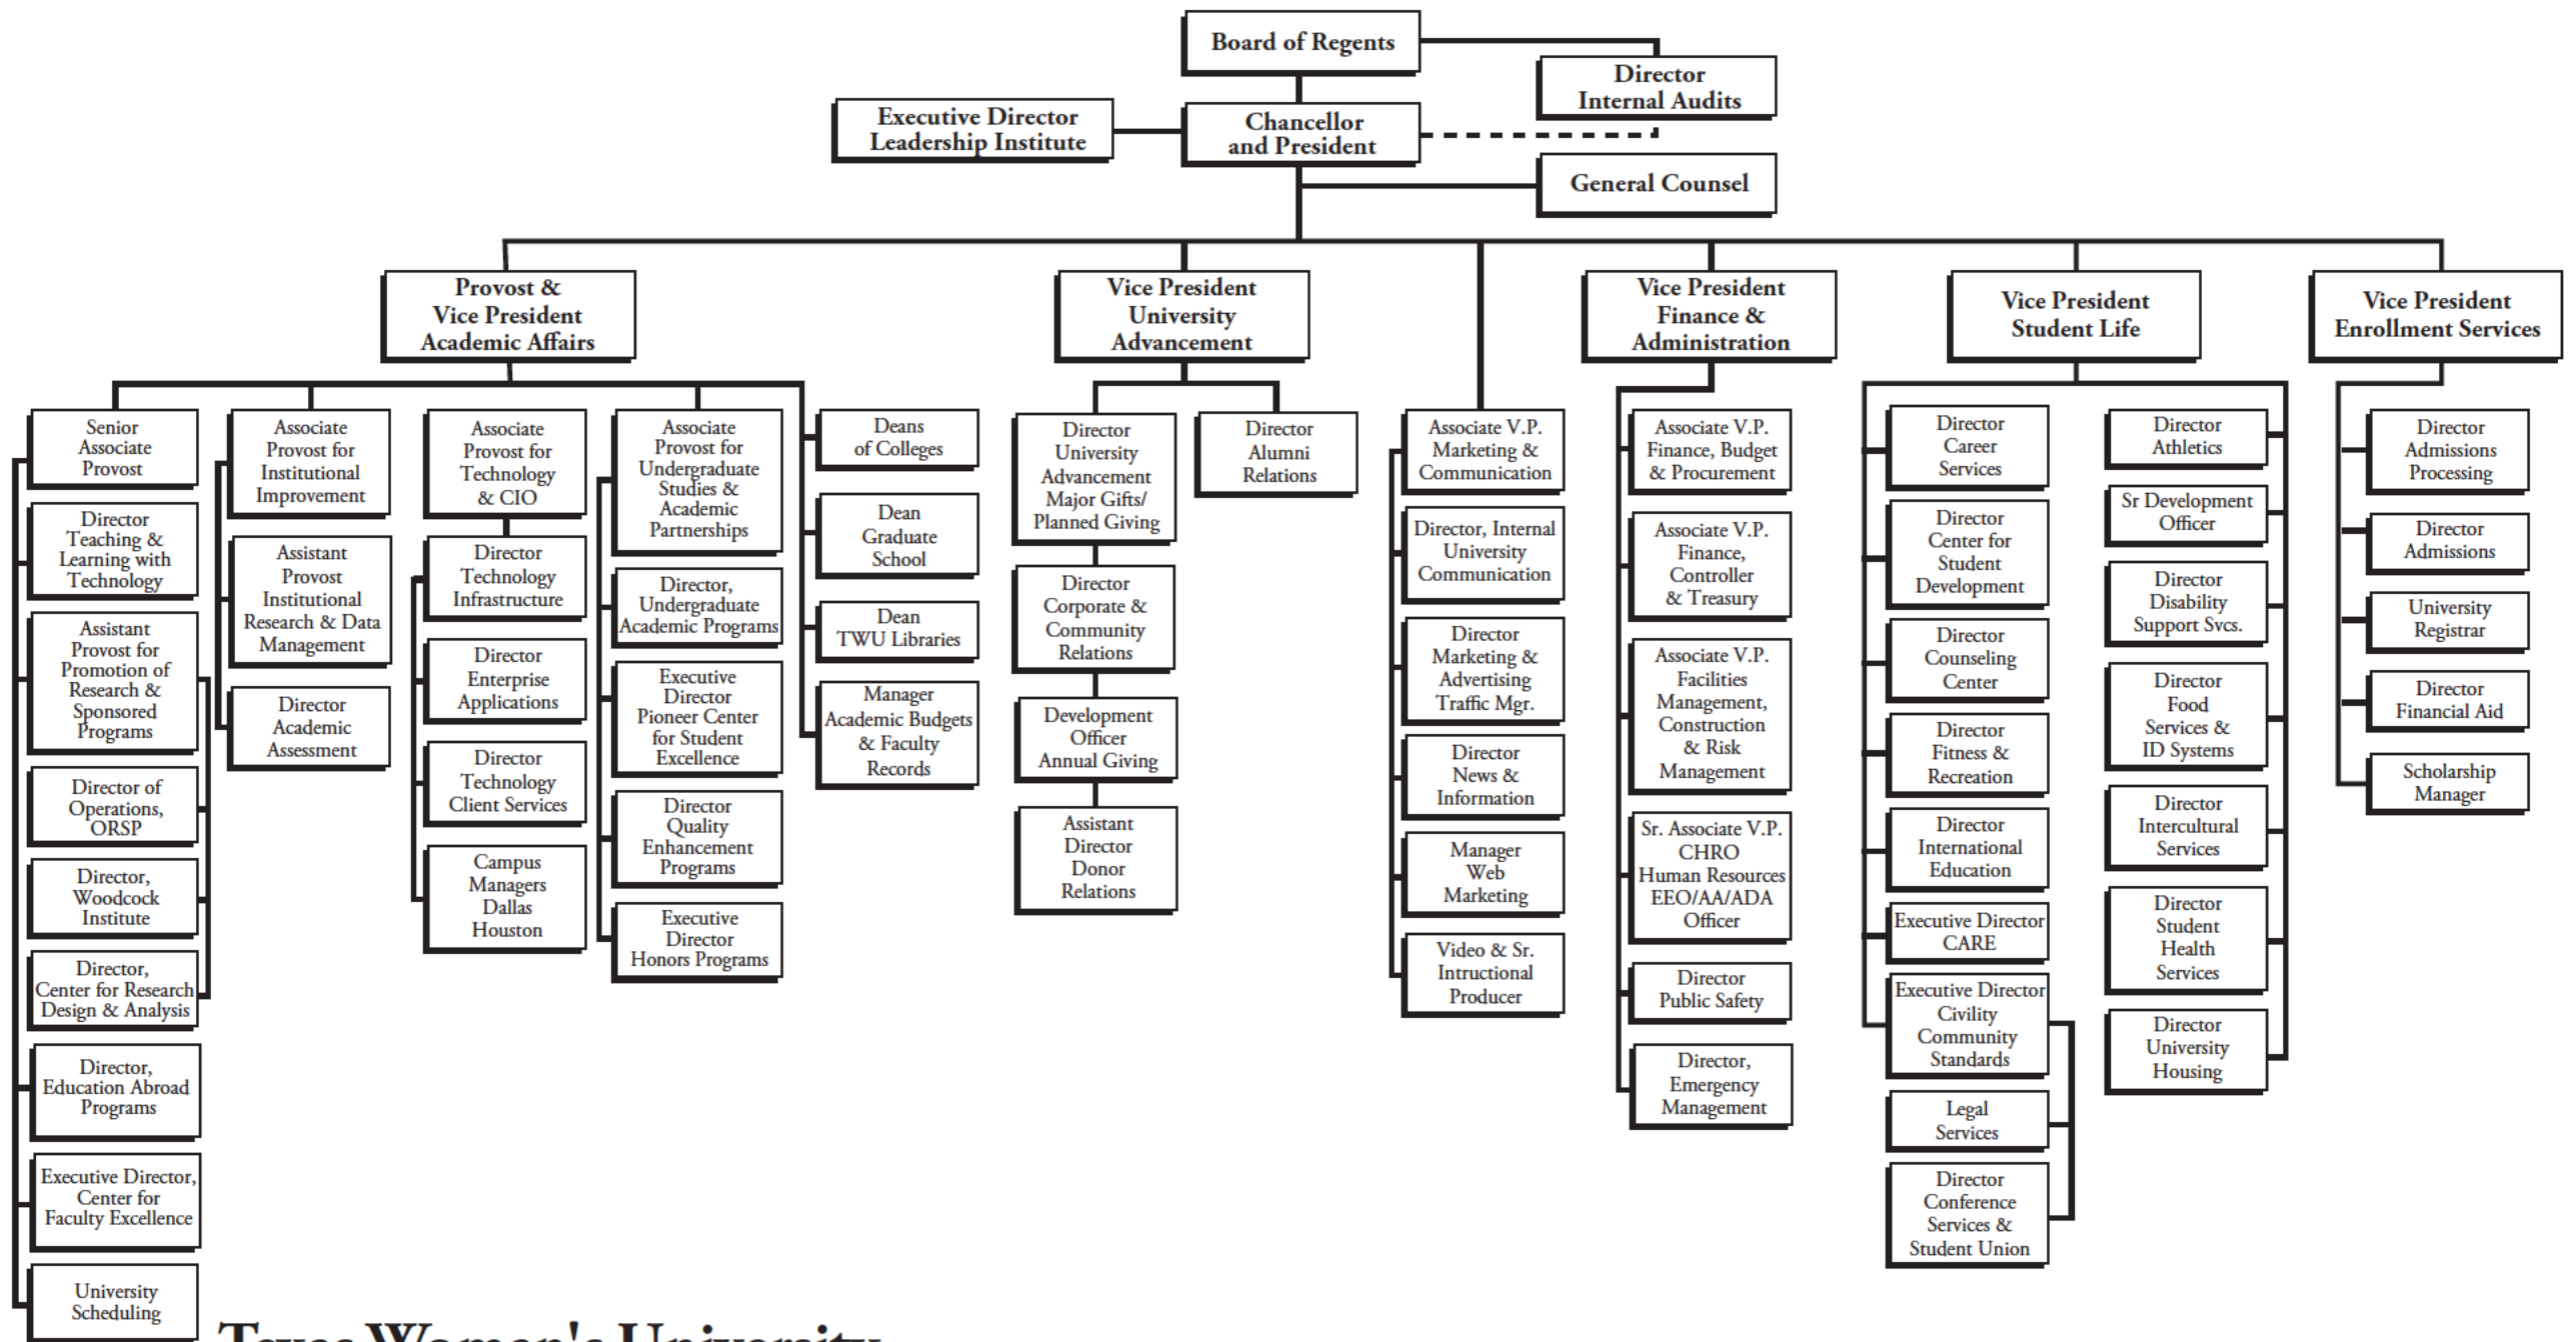 Board of Regents
Director
Internal Audits
Executive Director
Leadership Institute
Chancellor
and President
General Counsel
Provost &
Vice President
Academic Affairs
Vice President
University
Advancement
Vice President
Finance &
Administration
Vice President
Student Life
Vice President
Enrollment Services
Senior
Associate
Provost
Director
Teaching &
Learning with
Technology
Assistant
Provost for
Promotion of
Research &
Sponsored
Programs
Director of
Operations,
ORSP
Director,
Woodcock
Institute
Director,
Center for Research
Design & Analysis
Director,
Education Abroad
Programs
Executive Director,
Center for
Faculty Excellence
University
Scheduling
Associate
Provost for
Institutional
Improvement
Assistant
Provost
Institutional
Research & Data
Management
Director
Academic
Assessment
Associate
Provost for
Technology
& CIO
Director
Technology
Infrastructure
Director
Enterprise
Applications
Director
Technology
Client Services
Campus
Managers
Dallas
Houston
Associate
Provost for
Undergraduate
Studies &
Academic
Partnerships
Director,
Undergraduate
Academic Programs
Executive
Director
Pioneer Center
for Student
Excellence
Director
Quality
Enhancement
Programs
Executive
Director
Honors Programs
Deans
of Colleges
Dean
Graduate
School
Dean
TWU Libraries
Manager
Academic Budgets
& Faculty
Records
Director
University
Advancement
Major Gifts/
Planned Giving
Director
Corporate &
Community
Relations
Development
Officer
Annual Giving
Assistant
Director
Donor
Relations
Director
Alumni
Relations
Associate V.P.
Marketing &
Communication
Director, Internal
University
Communication
Director
Marketing &
Advertising
Traffic Mgr.
Director
News &
Information
Manager
Web
Marketing
Video & Sr.
Intructional
Producer
Associate V.P.
Finance, Budget
& Procurement
Associate V.P.
Finance,
Controller
& Treasury
Associate V.P.
Facilities
Management,
Construction
& Risk
Management
Sr. Associate V.P.
CHRO
Human Resources
EEO/AA/ADA
Officer
Director
Public Safety
Director,
Emergency
Management
Director
Career
Services
Director
Center for
Student
Development
Director
Counseling
Center
Director
Fitness &
Recreation
Director
International
Education
Executive Director
CARE
Executive Director
Civility
Community
Standards
Legal
Services
Director
Conference
Services &
Student Union
Director
Athletics
Sr Development
Officer
Director
Disability
Support Svcs.
Director
Food
Services &
ID Systems
Director
Intercultural
Services
Director
Student
Health
Services
Director
University
Housing
Director
Admissions
Processing
Director
Admissions
University
Registrar
Director
Financial Aid
Scholarship
Manager
Texas Woman's University